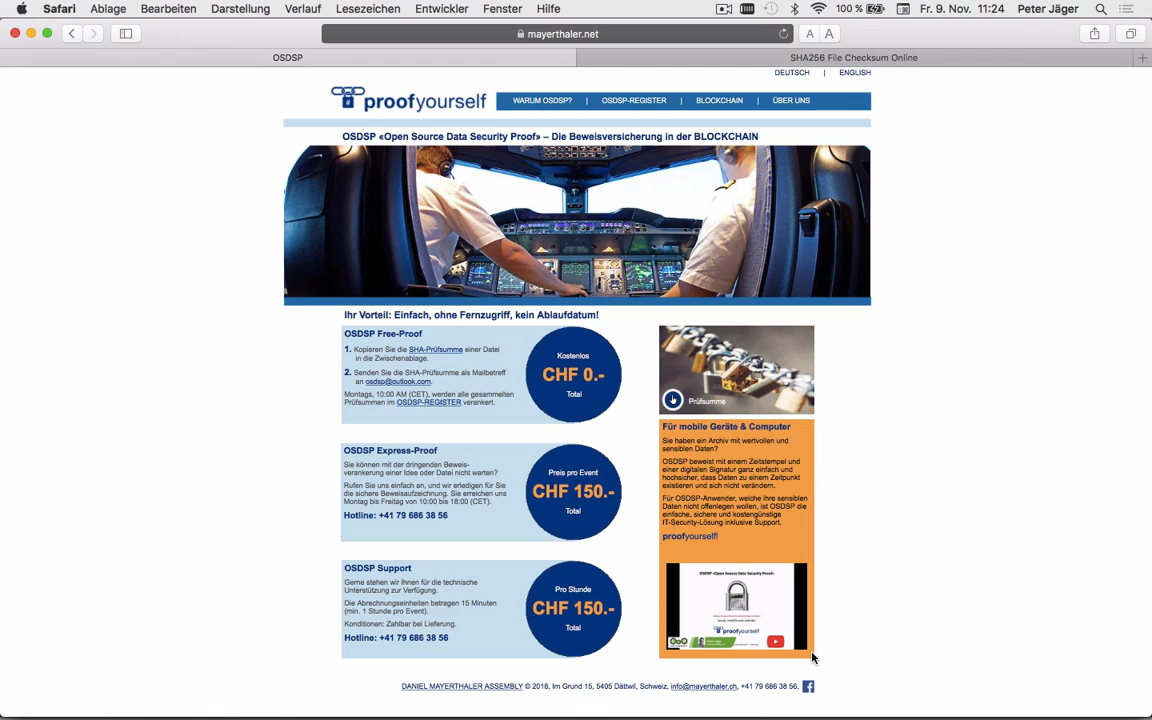 Safari Ablage Bearbeiten Darstellung Verlauf Lesezeichen Entwickler Fenster Hilfe 100 % Fr. 9. Nov. 11:24 Peter Jäger
mayerthaler.net A A
OSDSP SHA256 File Checksum Online
DEUTSCH | ENGLISH
proofyourself WARUM OSDSP? | OSDSP-REGISTER | BLOCKCHAIN | ÜBER UNS
OSDSP «Open Source Data Security Proof» – Die Beweisversicherung in der BLOCKCHAIN
Ihr Vorteil: Einfach, ohne Fernzugriff, kein Ablaufdatum!
OSDSP Free-Proof
1. Kopieren Sie die SHA-Prüfsumme einer Datei
in die Zwischenablage.
2. Senden Sie die SHA-Prüfsumme als Mailbetreff
an osdsp@outlook.com.
Montags, 10:00 AM (CET), werden alle gesammelten
Prüfsummen im OSDSP-REGISTER verankert.
Kostenlos
CHF 0.-
Total
OSDSP Express-Proof
Sie können mit der dringenden Beweis-
verankerung einer Idee oder Datei nicht warten?
Rufen Sie uns einfach an, und wir erledigen für Sie
die sichere Beweisaufzeichnung. Sie erreichen uns
Montag bis Freitag von 10:00 bis 18:00 (CET).
Hotline: +41 79 686 38 56
Preis pro Event
CHF 150.-
Total
OSDSP Support
Gerne stehen wir Ihnen für die technische
Unterstützung zur Verfügung.
Die Abrechnungseinheiten betragen 15 Minuten
(min. 1 Stunde pro Event).
Konditionen: Zahlbar bei Lieferung.
Hotline: +41 79 686 38 56
Pro Stunde
CHF 150.-
Total
Prüfsumme
Für mobile Geräte & Computer
Sie haben ein Archiv mit wertvollen und
sensiblen Daten?
OSDSP beweist mit einem Zeitstempel und
einer digitalen Signatur ganz einfach und
hochsicher, dass Daten zu einem Zeitpunkt
existieren und sich nicht verändern.
Für OSDSP-Anwender, welche ihre sensiblen
Daten nicht offenlegen wollen, ist OSDSP die
einfache, sichere und kostengünstige
IT-Security-Lösung inklusive Support.
proofyourself!
OSDSP «Open Source Data Security Proof»
proofyourself
DANIEL MAYERTHALER ASSEMBLY © 2018, Im Grund 15, 5405 Dättwil, Schweiz, info@mayerthaler.ch, +41 79 686 38 56,